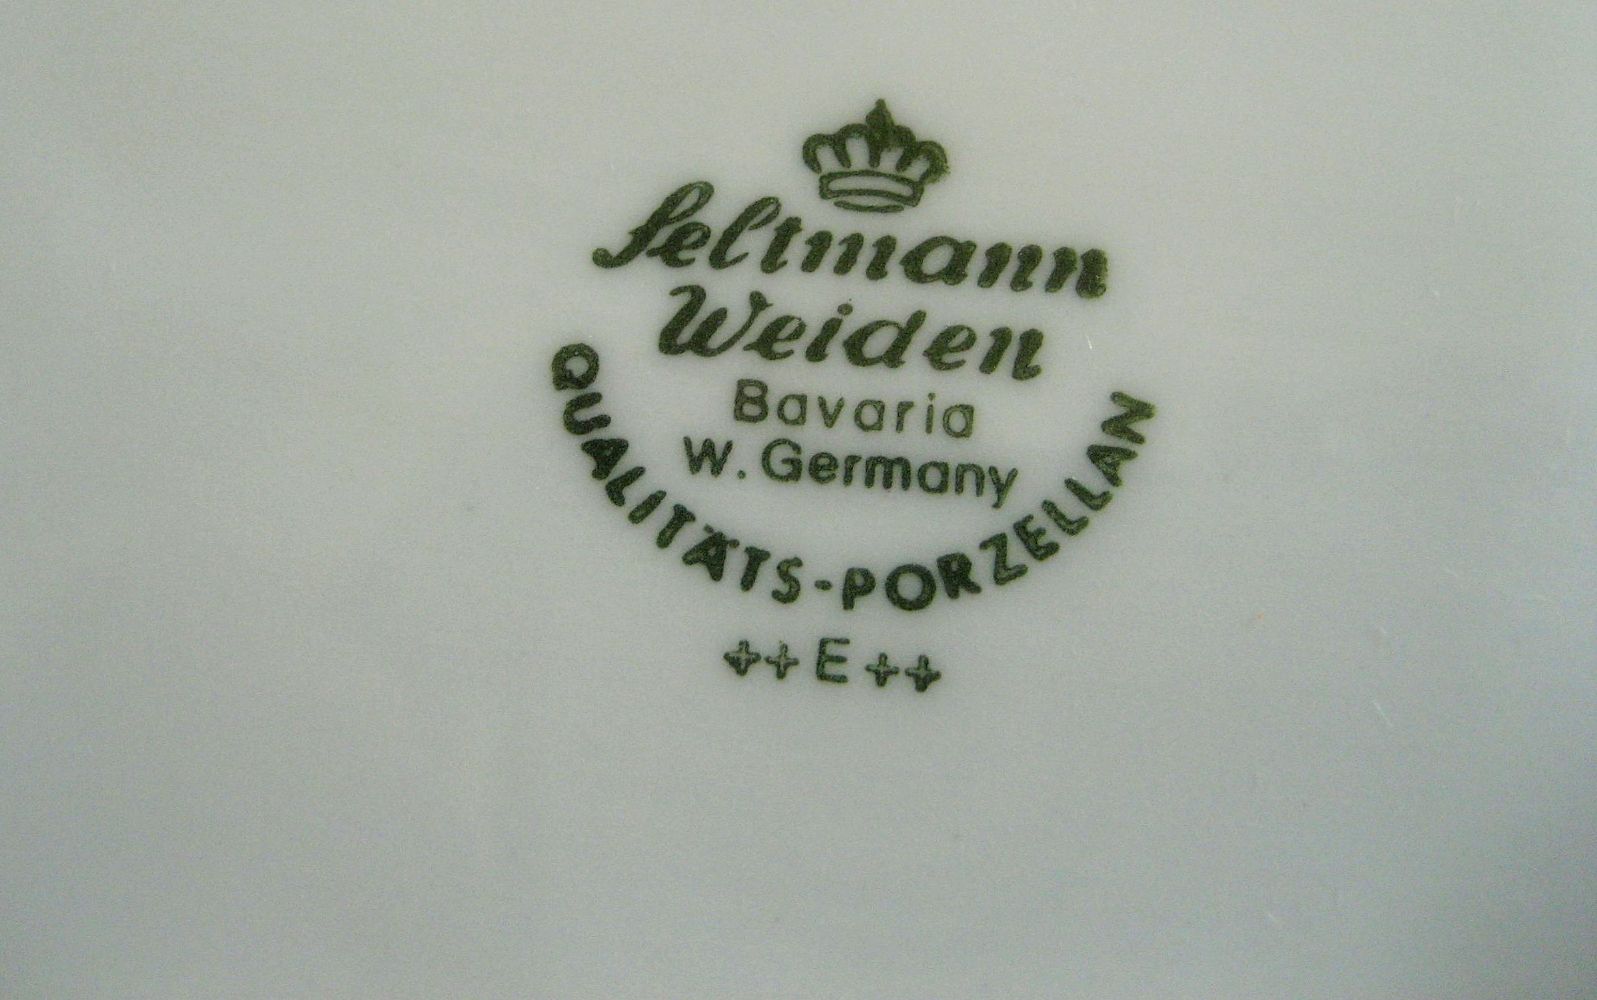 Seltmann
Weiden
Bavaria
W. Germany
QUALITÄTS-PORZELLAN
++E++